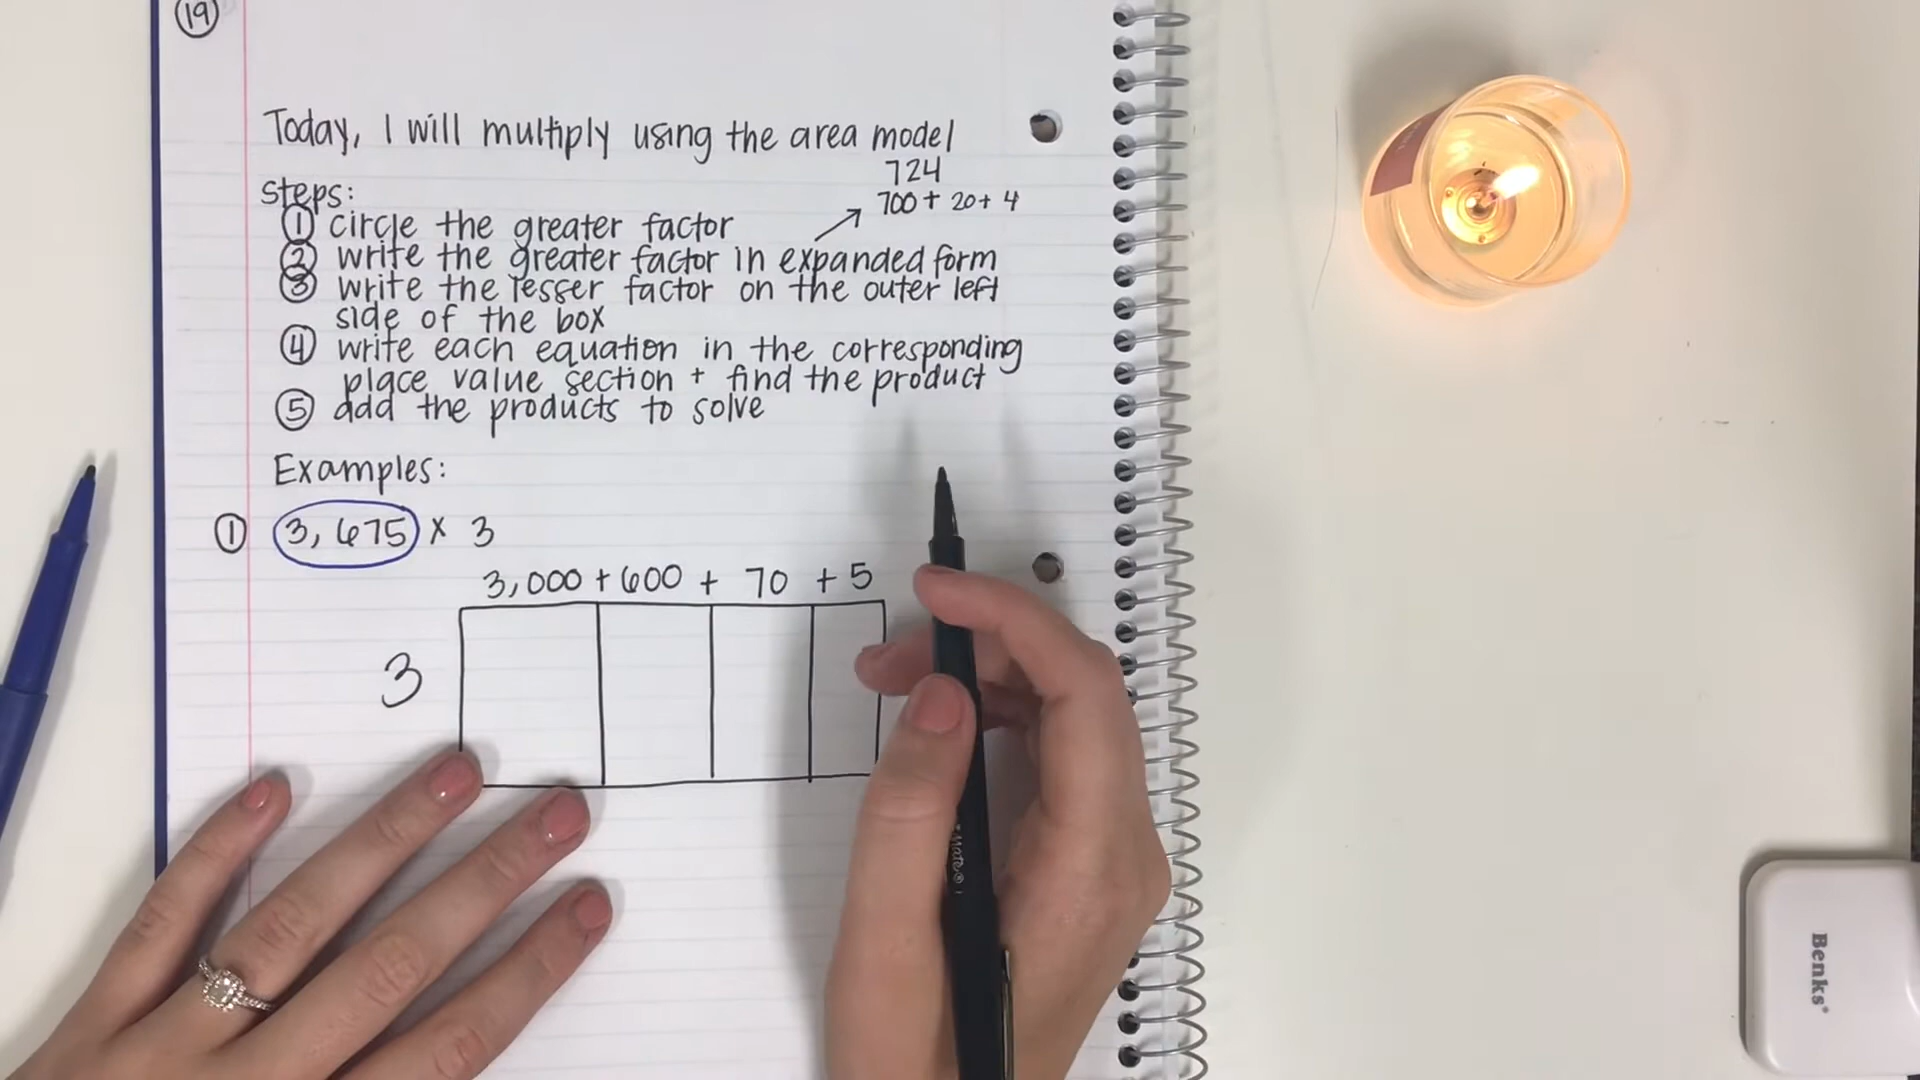 19
Today, I will multiply using the area model
724
700 + 20 + 4
steps:
① circle the greater factor
② write the greater factor in expanded form
③ write the lesser factor on the outer left
side of the box
④ write each equation in the corresponding
place value section + find the product
⑤ add the products to solve
Examples:
① 3,675 × 3
3,000 + 600 + 70 + 5
3
Mate®
Benks®